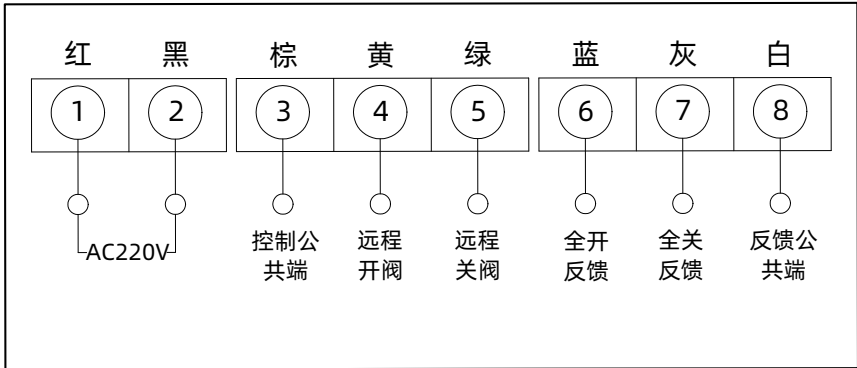 红 黑 棕 黄 绿 蓝 灰 白
1 2 3 4 5 6 7 8
AC220V
控制公
共端
远程
开阀
远程
关阀
全开
反馈
全关
反馈
反馈公
共端